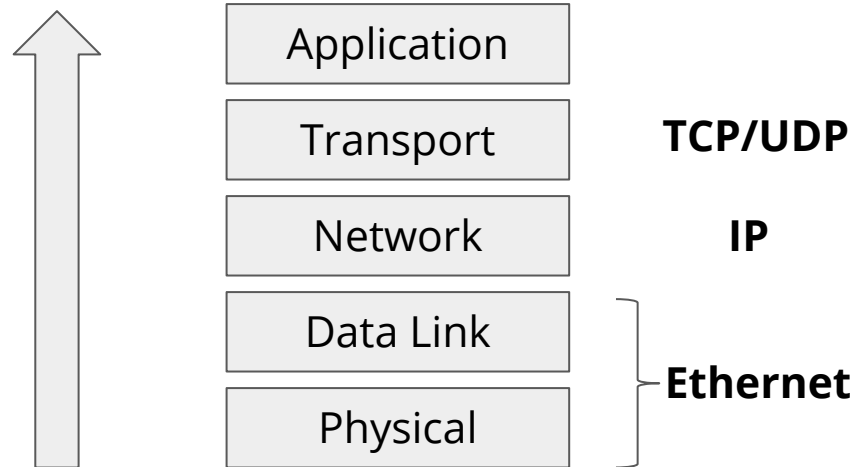 Application
Transport
TCP/UDP
Network
IP
Data Link
Ethernet
Physical